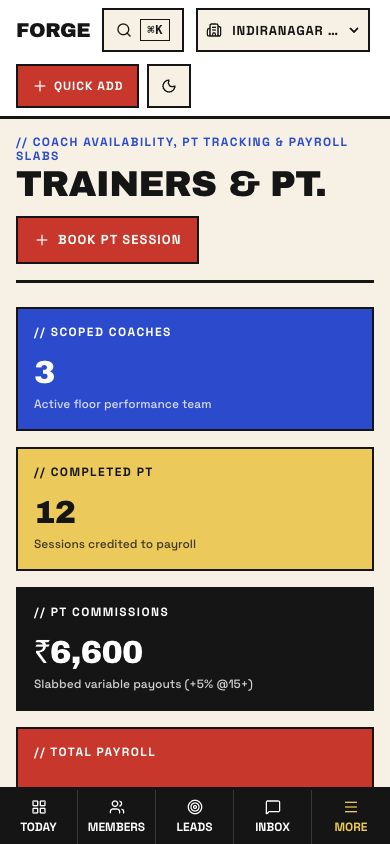 FORGE
⌘K
INDIRANAGAR ...
QUICK ADD
// COACH AVAILABILITY, PT TRACKING & PAYROLL
SLABS
TRAINERS & PT.
BOOK PT SESSION
// SCOPED COACHES
3
Active floor performance team
// COMPLETED PT
12
Sessions credited to payroll
// PT COMMISSIONS
₹6,600
Slabbed variable payouts (+5% @15+)
// TOTAL PAYROLL
TODAY
MEMBERS
LEADS
INBOX
MORE